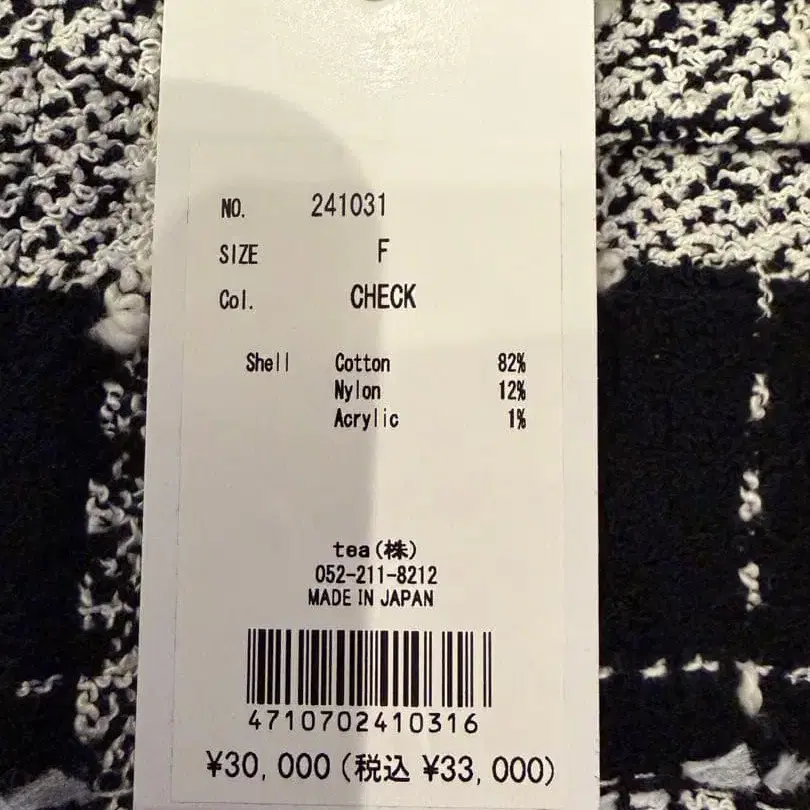 NO. 241031
SIZE F
Col. CHECK
Shell Cotton 82%
Nylon 12%
Acrylic 1%
tea(株)
052-211-8212
MADE IN JAPAN
4710702410316
¥30,000(税込 ¥33,000)